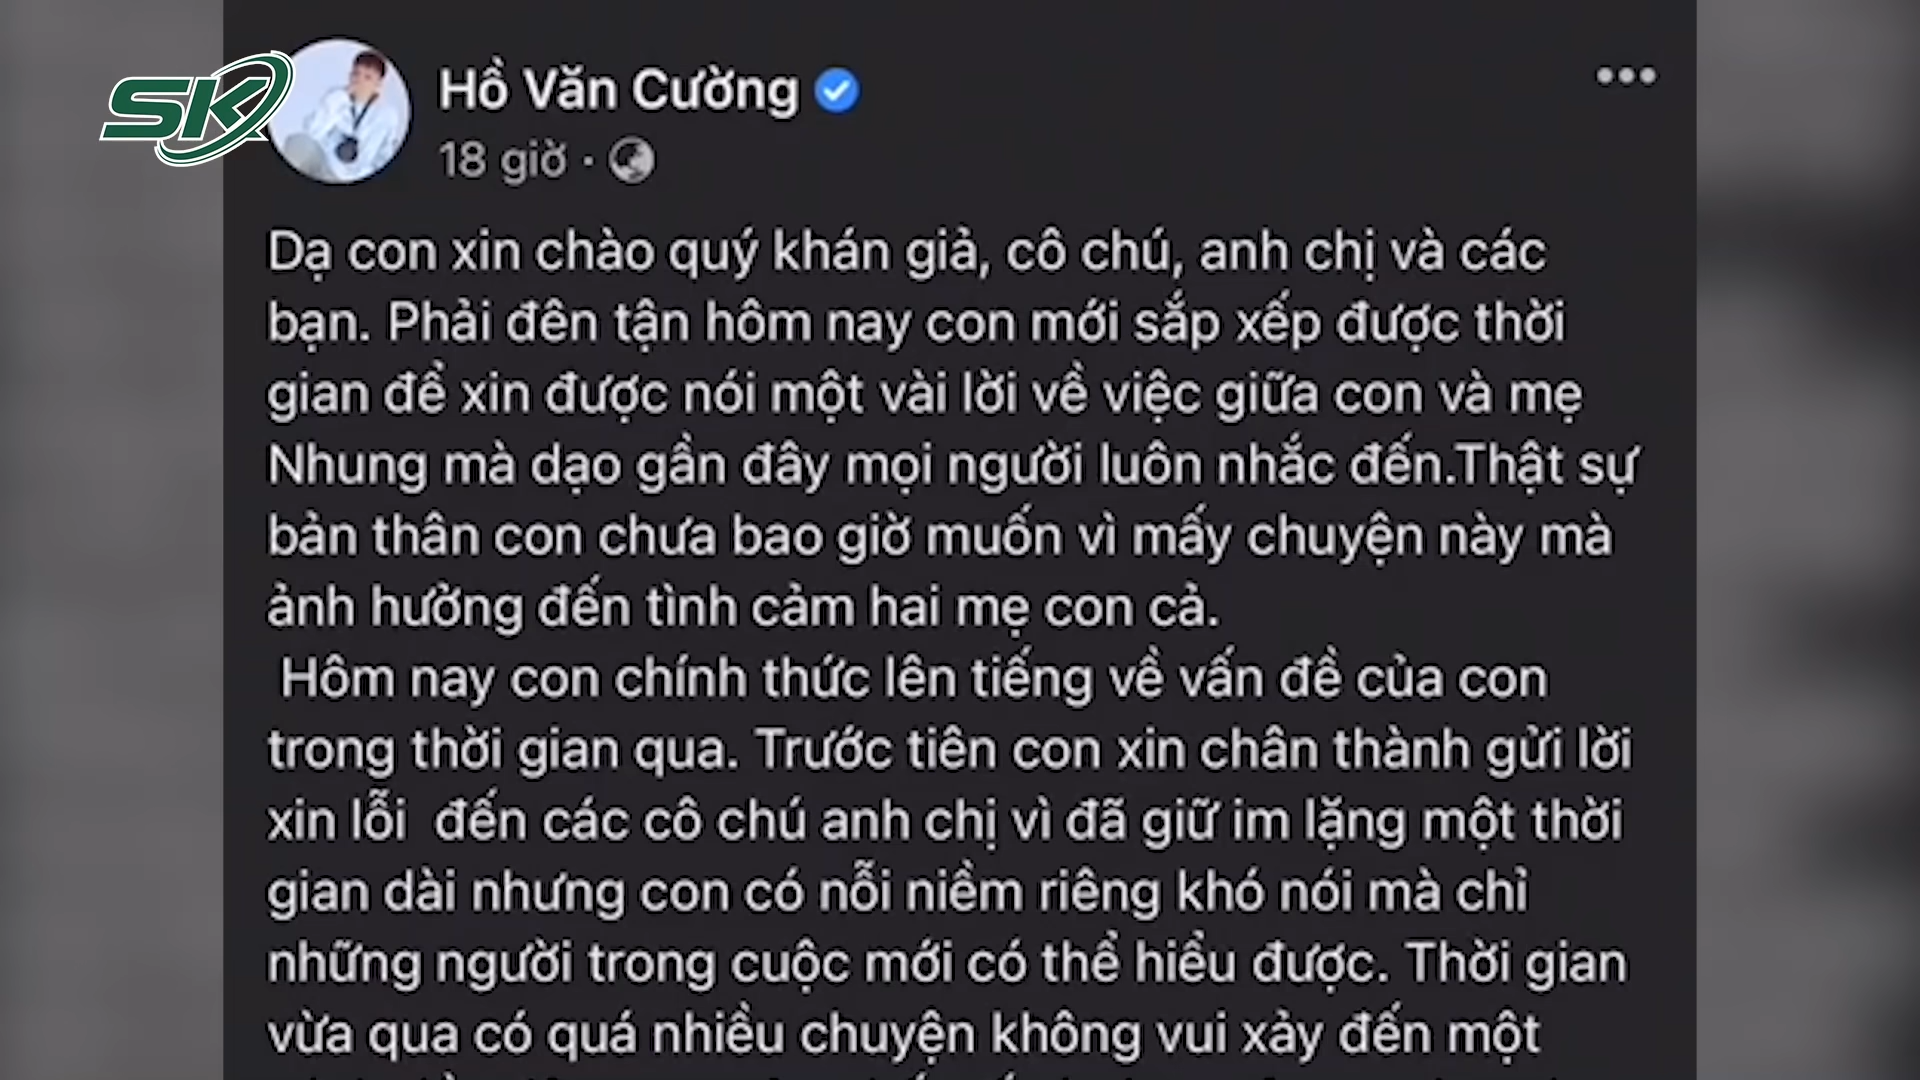 SK
Hồ Văn Cường
18 giờ ·
Dạ con xin chào quý khán giả, cô chú, anh chị và các
bạn. Phải đên tận hôm nay con mới sắp xếp được thời
gian để xin được nói một vài lời về việc giữa con và mẹ
Nhung mà dạo gần đây mọi người luôn nhắc đến.Thật sự
bản thân con chưa bao giờ muốn vì mấy chuyện này mà
ảnh hưởng đến tình cảm hai mẹ con cả.
Hôm nay con chính thức lên tiếng về vấn đề của con
trong thời gian qua. Trước tiên con xin chân thành gửi lời
xin lỗi đến các cô chú anh chị vì đã giữ im lặng một thời
gian dài nhưng con có nỗi niềm riêng khó nói mà chỉ
những người trong cuộc mới có thể hiểu được. Thời gian
vừa qua có quá nhiều chuyện không vui xảy đến một